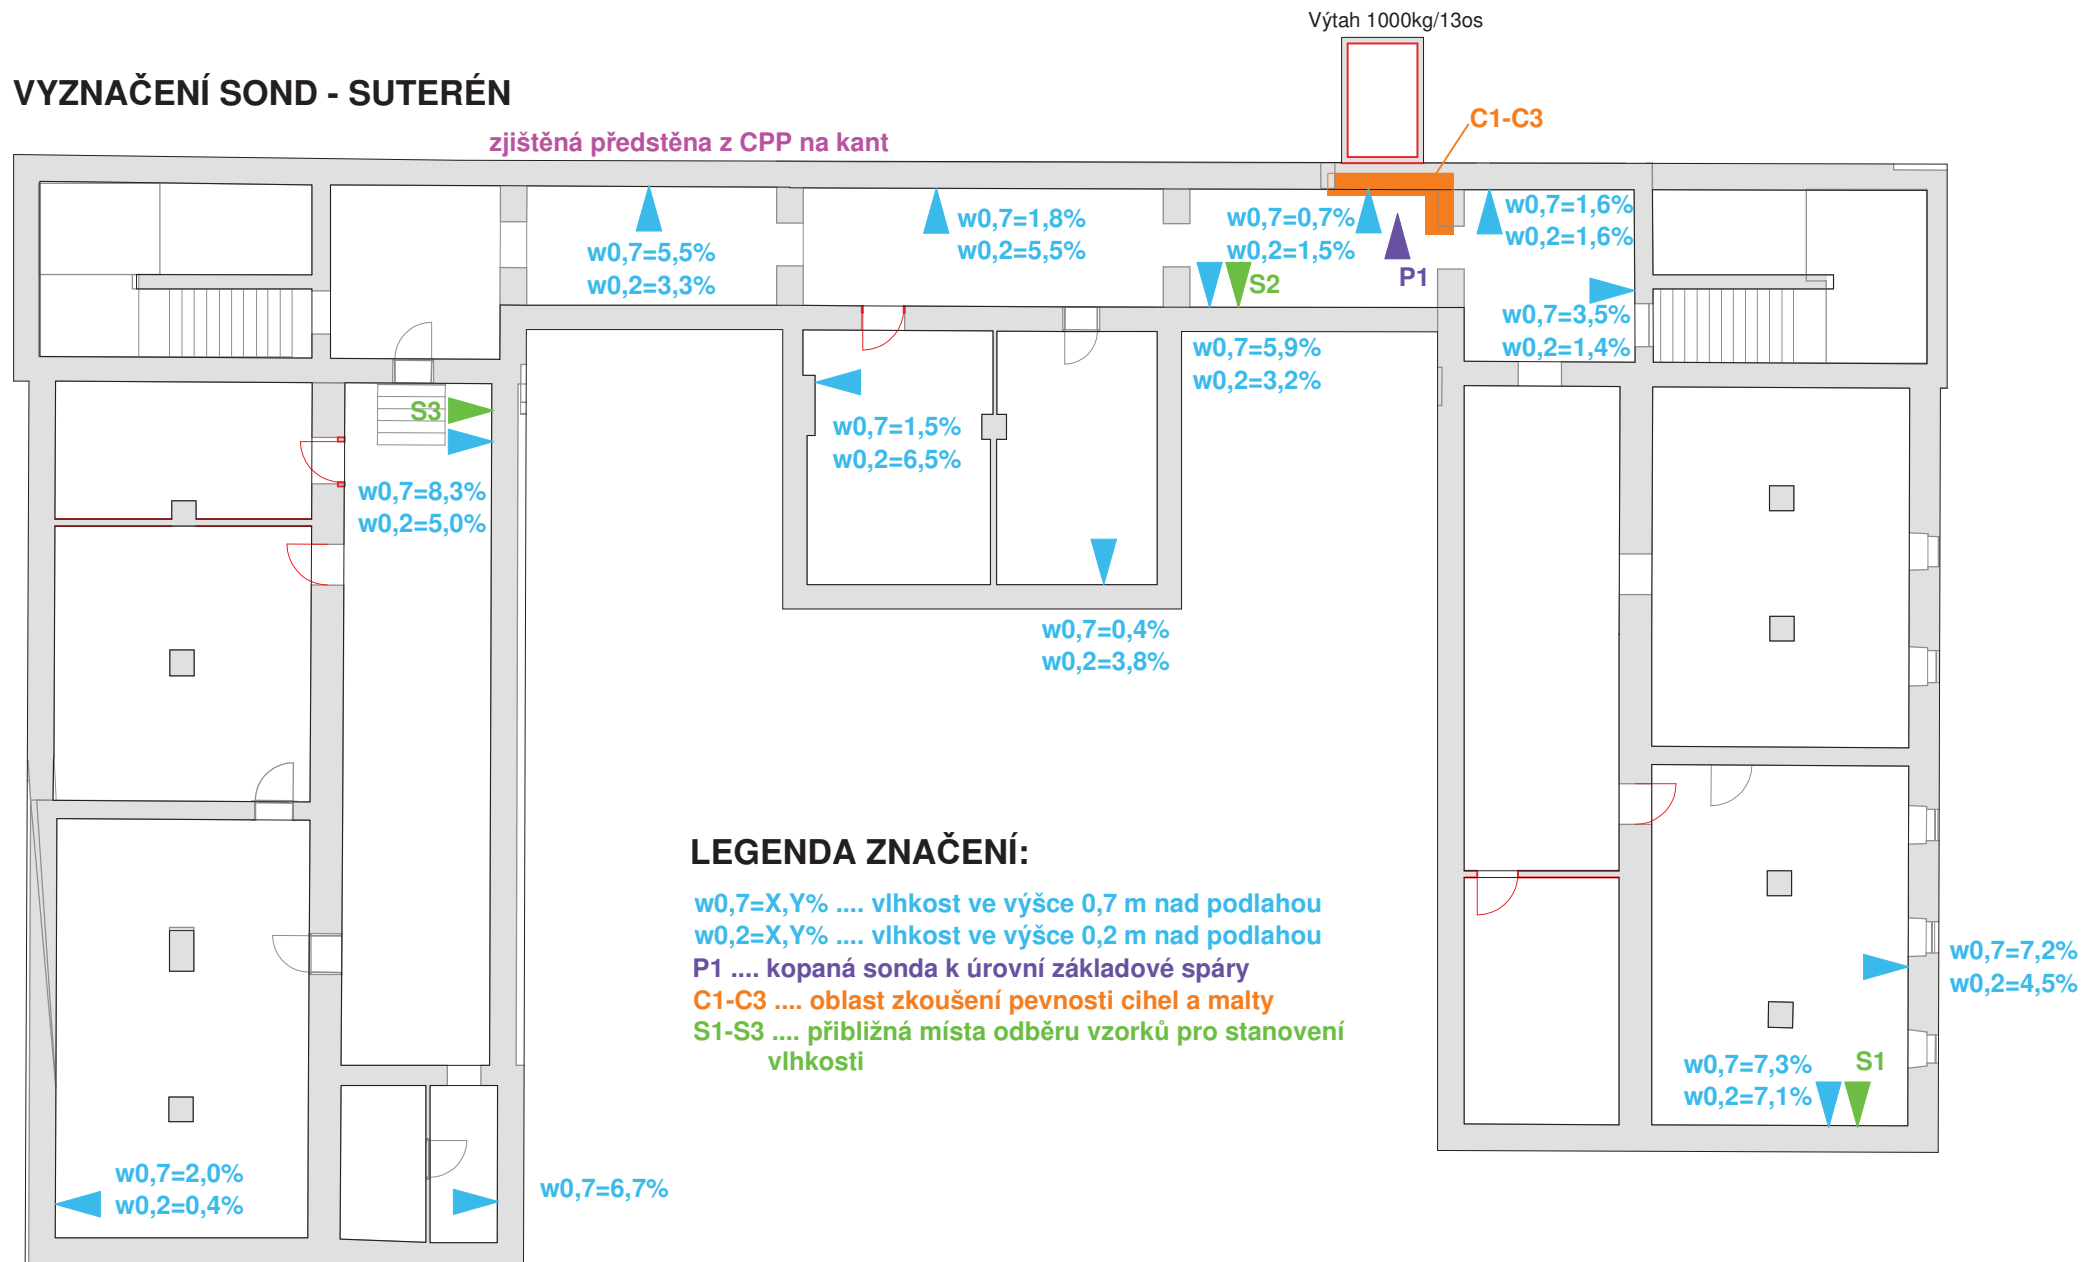 Výtah 1000kg/13os
VYZNAČENÍ SOND - SUTERÉN
C1-C3
zjištěná předstěna z CPP na kant
w0,7=5,5%
w0,2=3,3%
w0,7=1,8%
w0,2=5,5%
w0,7=0,7%
w0,2=1,5%
w0,7=1,6%
w0,2=1,6%
S2
P1
w0,7=3,5%
w0,2=1,4%
w0,7=5,9%
w0,2=3,2%
S3
w0,7=1,5%
w0,2=6,5%
w0,7=8,3%
w0,2=5,0%
w0,7=0,4%
w0,2=3,8%
LEGENDA ZNAČENÍ:
w0,7=X,Y% .... vlhkost ve výšce 0,7 m nad podlahou
w0,2=X,Y% .... vlhkost ve výšce 0,2 m nad podlahou
P1 .... kopaná sonda k úrovní základové spáry
C1-C3 .... oblast zkoušení pevnosti cihel a malty
S1-S3 .... přibližná místa odběru vzorků pro stanovení
vlhkosti
w0,7=7,2%
w0,2=4,5%
w0,7=7,3%
w0,2=7,1%
S1
w0,7=2,0%
w0,2=0,4%
w0,7=6,7%